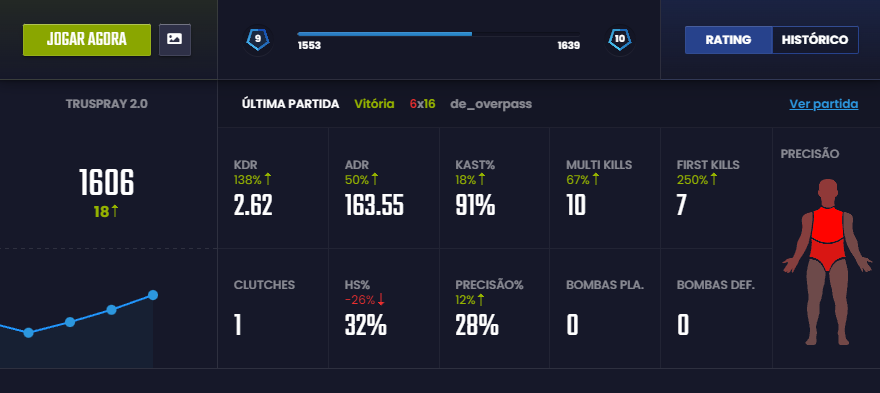 JOGAR AGORA
9
1553
1639
10
RATING
HISTÓRICO
TRUSPRAY 2.0
1606
18↑
ÚLTIMA PARTIDA Vitória 6x16 de_overpass
Ver partida
KDR
138%↑
2.62
ADR
50%↑
163.55
KAST%
18%↑
91%
MULTI KILLS
67%↑
10
FIRST KILLS
250%↑
7
PRECISÃO
CLUTCHES
1
HS%
-26%↓
32%
PRECISÃO%
12%↑
28%
BOMBAS PLA.
0
BOMBAS DEF.
0